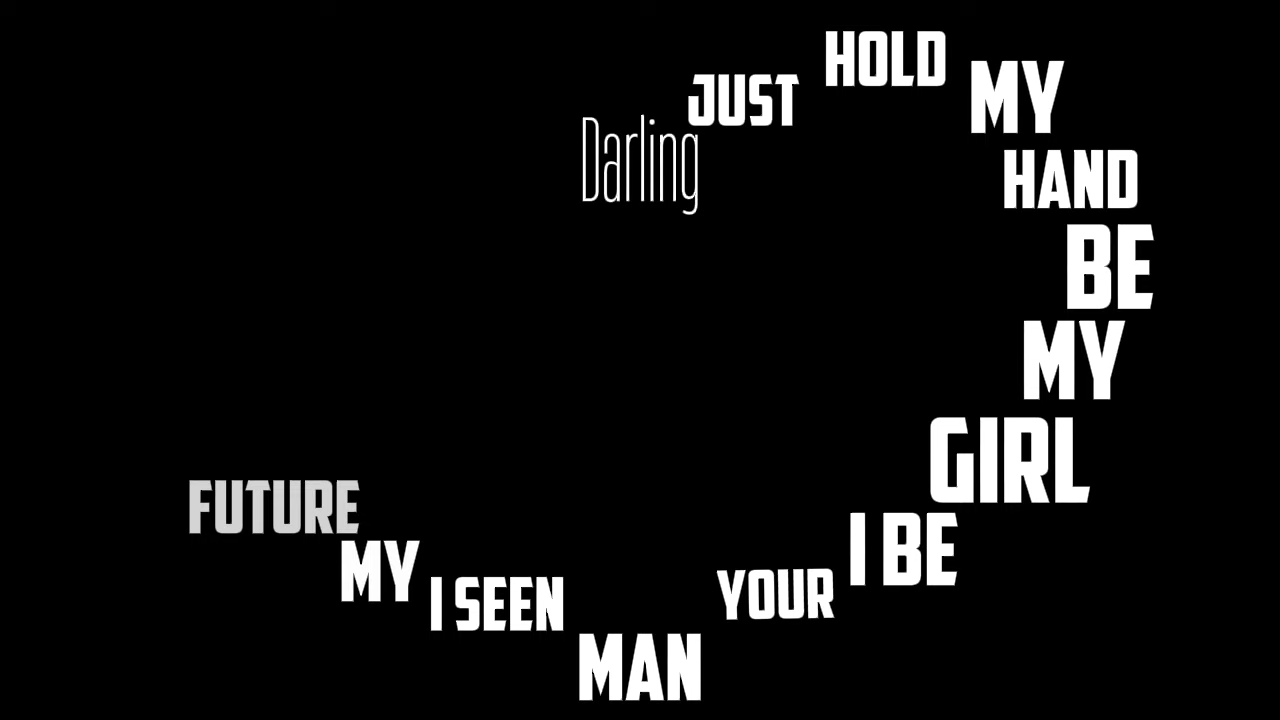 Darling
JUST
HOLD
MY
HAND
BE
MY
GIRL
I BE
YOUR
MAN
I SEEN
MY
FUTURE